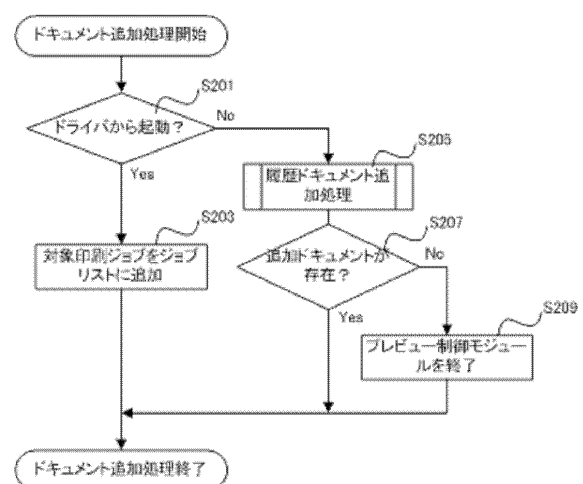 ドキュメント追加処理開始
S201
ドライバから起動？
No
Yes
S205
履歴ドキュメント追
加処理
S203
対象印刷ジョブをジョブ
リストに追加
S207
追加ドキュメントが
存在？
No
Yes
S209
プレビュー制御モジュー
ルを終了
ドキュメント追加処理終了